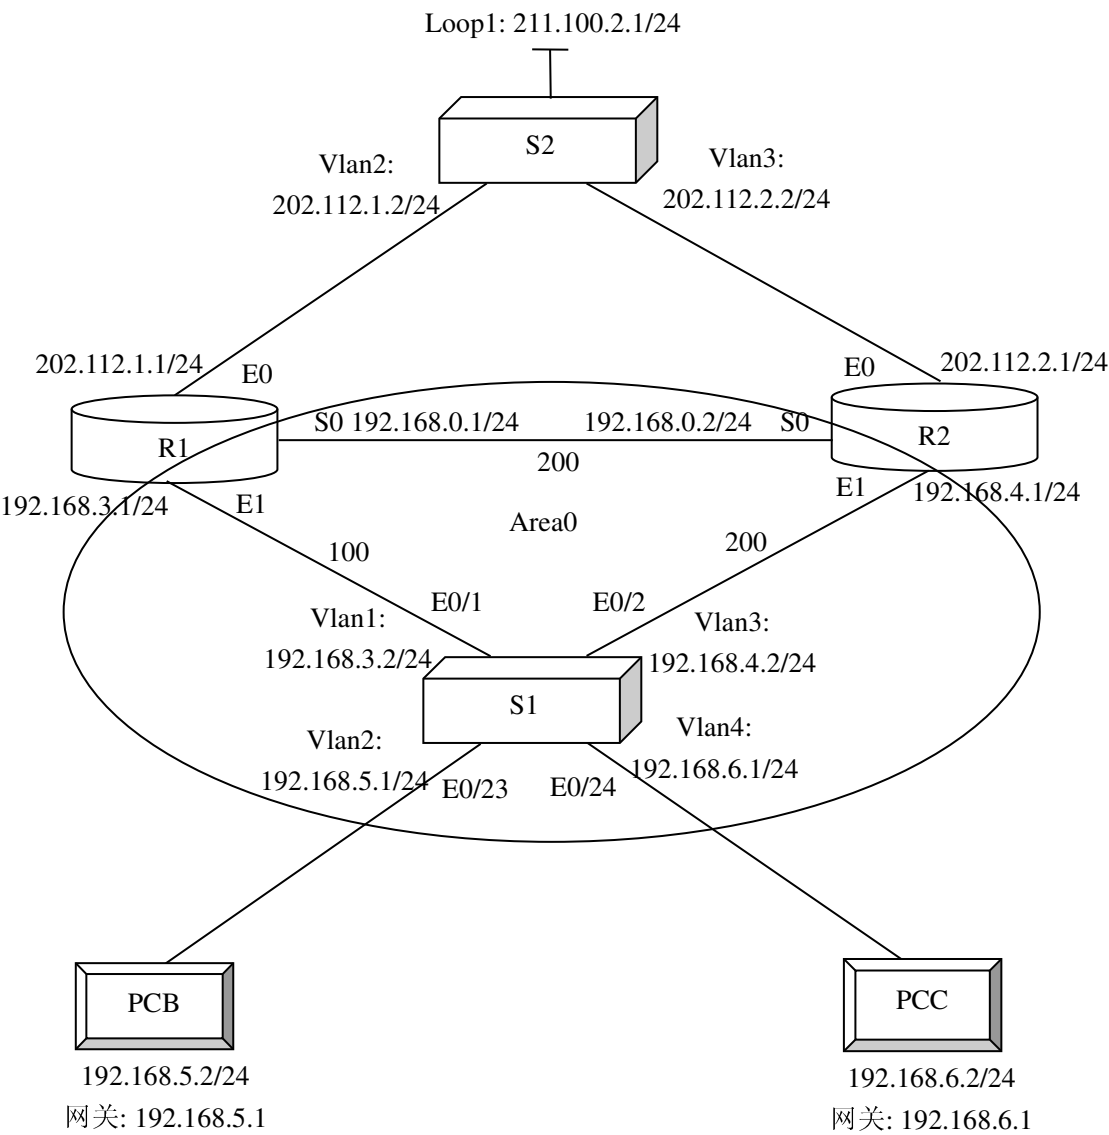 Loop1: 211.100.2.1/24
S2
Vlan2:
202.112.1.2/24
Vlan3:
202.112.2.2/24
202.112.1.1/24
E0
E0
202.112.2.1/24
R1
S0 192.168.0.1/24
192.168.0.2/24
S0
R2
200
192.168.3.1/24
E1
E1
192.168.4.1/24
Area0
100
200
E0/1
E0/2
Vlan1:
192.168.3.2/24
Vlan3:
192.168.4.2/24
S1
Vlan2:
192.168.5.1/24
E0/23
E0/24
Vlan4:
192.168.6.1/24
PCB
192.168.5.2/24
网关: 192.168.5.1
PCC
192.168.6.2/24
网关: 192.168.6.1